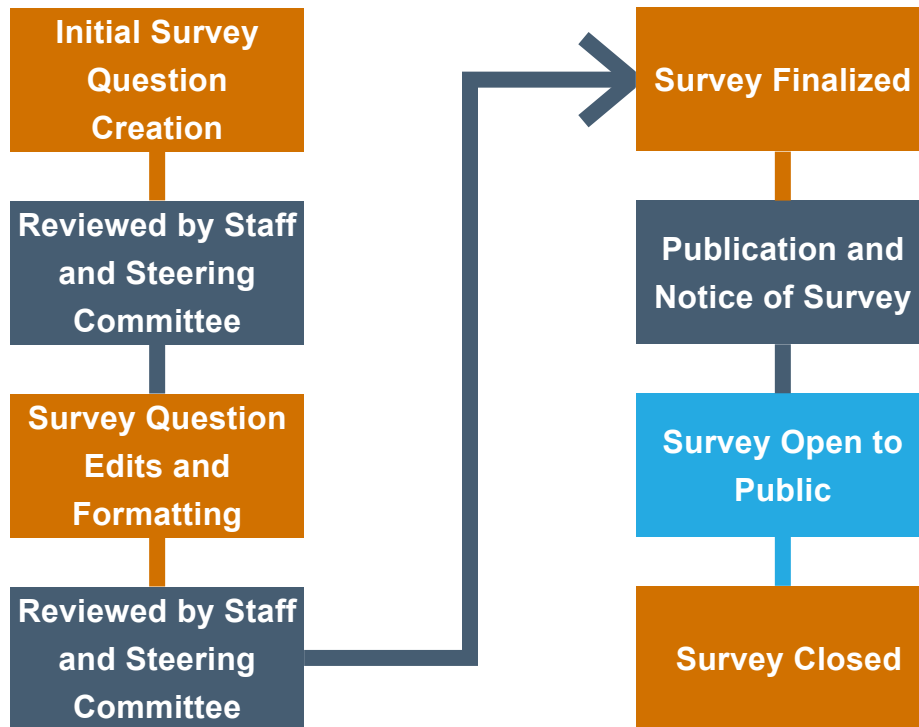 Initial Survey
Question
Creation
Reviewed by Staff
and Steering
Committee
Survey Question
Edits and
Formatting
Reviewed by Staff
and Steering
Committee
Survey Finalized
Publication and
Notice of Survey
Survey Open to
Public
Survey Closed